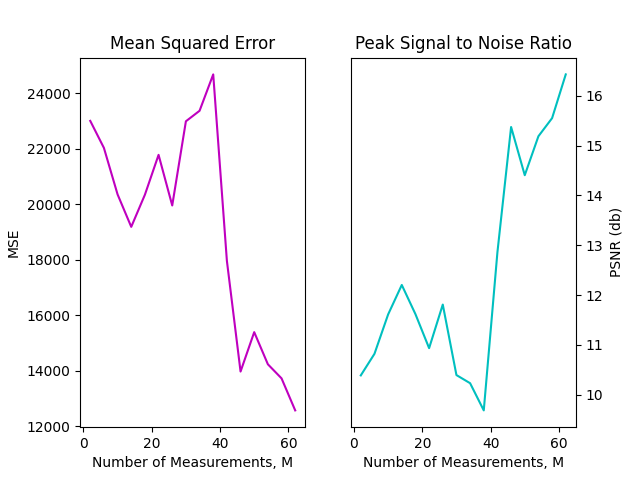 Mean Squared Error
MSE
24000
22000
20000
18000
16000
14000
12000
0 20 40 60
Number of Measurements, M
Peak Signal to Noise Ratio
16
15
14
13
12
11
10
PSNR (db)
0 20 40 60
Number of Measurements, M